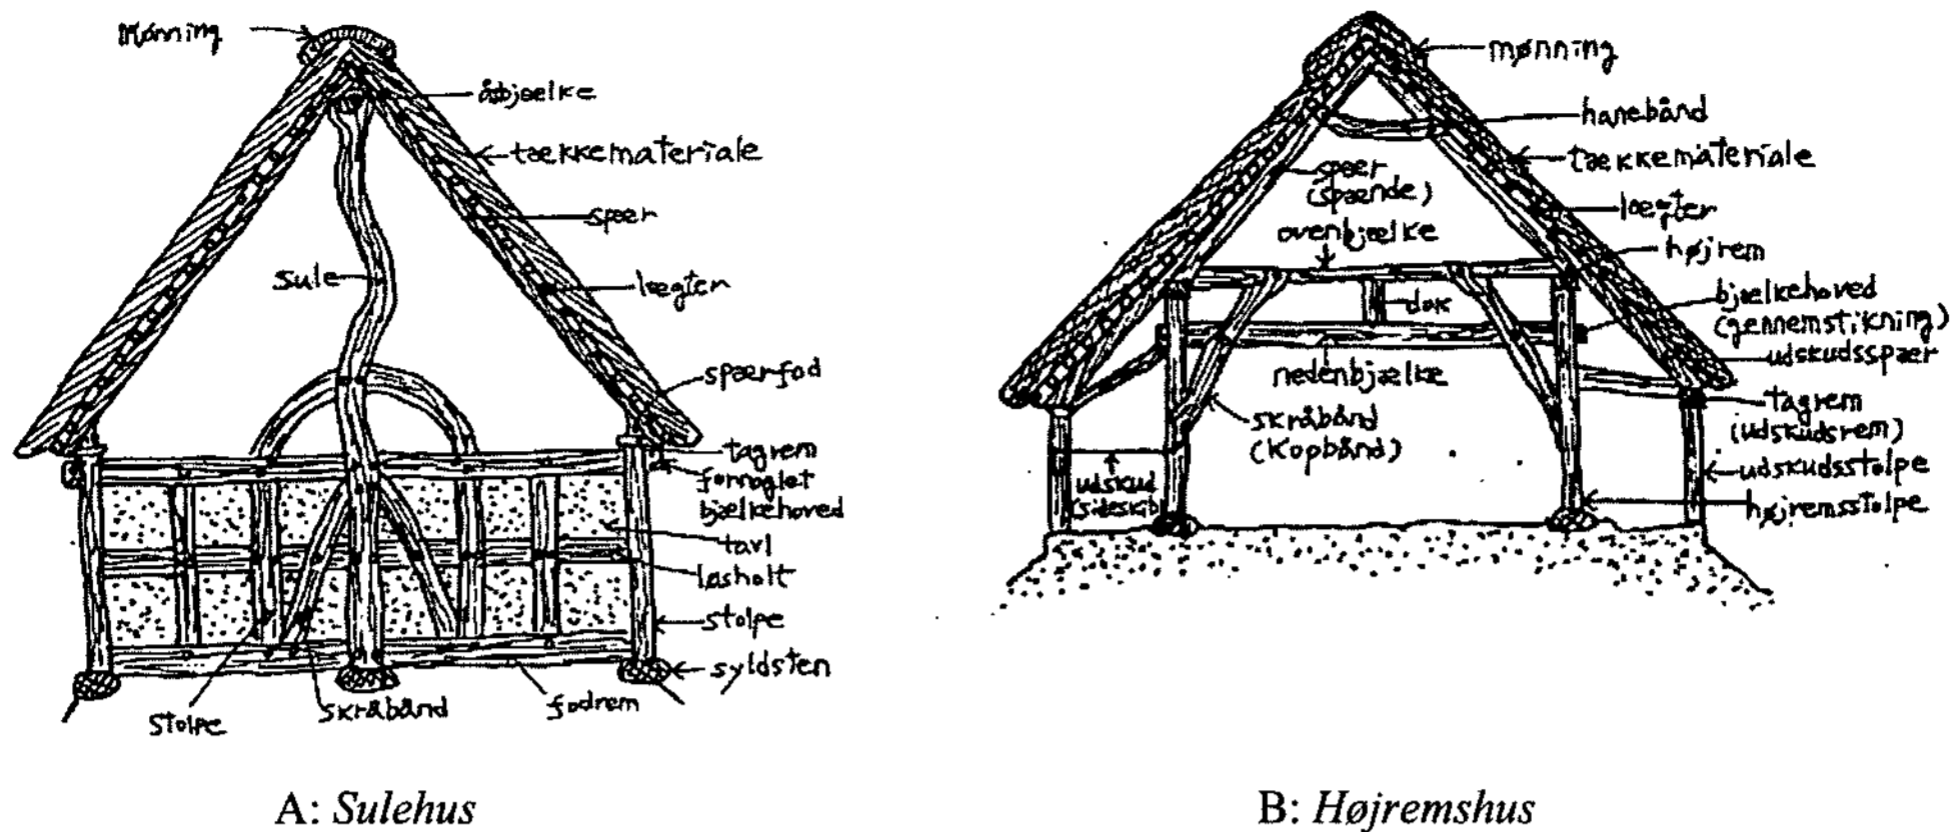 Mønning
åsbjælke
tækkemateriale
spær
sule
lægter
spærfod
tagrem
fornaglet
bjælkehoved
tavl
løsholt
stolpe
syldsten
fodrem
skråbånd
stolpe
A: Sulehus
mønning
hanebånd
tækkemateriale
spær
(spænde)
lægter
ovenbjælke
højrem
bjælkehoved
(gennemstikning)
dok
udskudsspær
nedenbjælke
tagrem
(udskudsrem)
skråbånd
(Kopbånd)
udskudsstolpe
udskud
(sideskib)
højremsstolpe
B: Højremshus